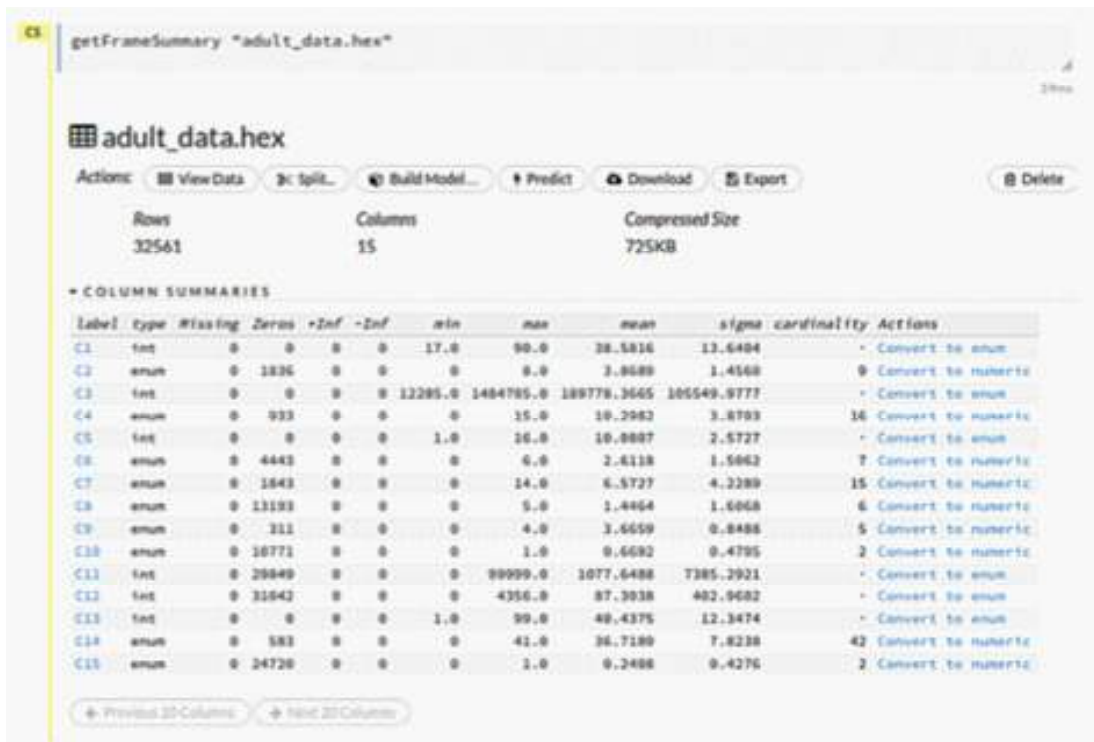 CS
getFrameSummary "adult_data.hex"
adult_data.hex
Actions: View Data Split... Build Model... Predict Download Export Delete
Rows Columns Compressed Size
32561 15 725KB
COLUMN SUMMARIES
label type Missing Zeros +Inf -Inf min max mean sigma cardinality Actions
C1 int 0 0 0 0 17.0 90.0 38.5816 13.6404 · Convert to enum
C2 enum 0 1836 0 0 0 8.0 3.8689 1.4560 9 Convert to numeric
C3 int 0 0 0 0 12285.0 1484705.0 189778.3665 105549.9777 · Convert to enum
C4 enum 0 933 0 0 0 15.0 10.2982 3.8703 16 Convert to numeric
C5 int 0 0 0 0 1.0 16.0 10.0807 2.5727 · Convert to enum
C6 enum 0 4443 0 0 0 6.0 2.6118 1.5062 7 Convert to numeric
C7 enum 0 1843 0 0 0 14.0 6.5727 4.2289 15 Convert to numeric
C8 enum 0 13193 0 0 0 5.0 1.4464 1.6068 6 Convert to numeric
C9 enum 0 311 0 0 0 4.0 3.6659 0.8488 5 Convert to numeric
C10 enum 0 10771 0 0 0 1.0 0.6692 0.4705 2 Convert to numeric
C11 int 0 29849 0 0 0 99999.0 1077.6488 7385.2921 · Convert to enum
C12 int 0 31042 0 0 0 4356.0 87.3038 402.9602 · Convert to enum
C13 int 0 0 0 0 1.0 99.0 40.4375 12.3474 · Convert to enum
C14 enum 0 583 0 0 0 41.0 36.7189 7.8238 42 Convert to numeric
C15 enum 0 24720 0 0 0 1.0 0.2408 0.4276 2 Convert to numeric
Previous 20 Columns Next 20 Columns